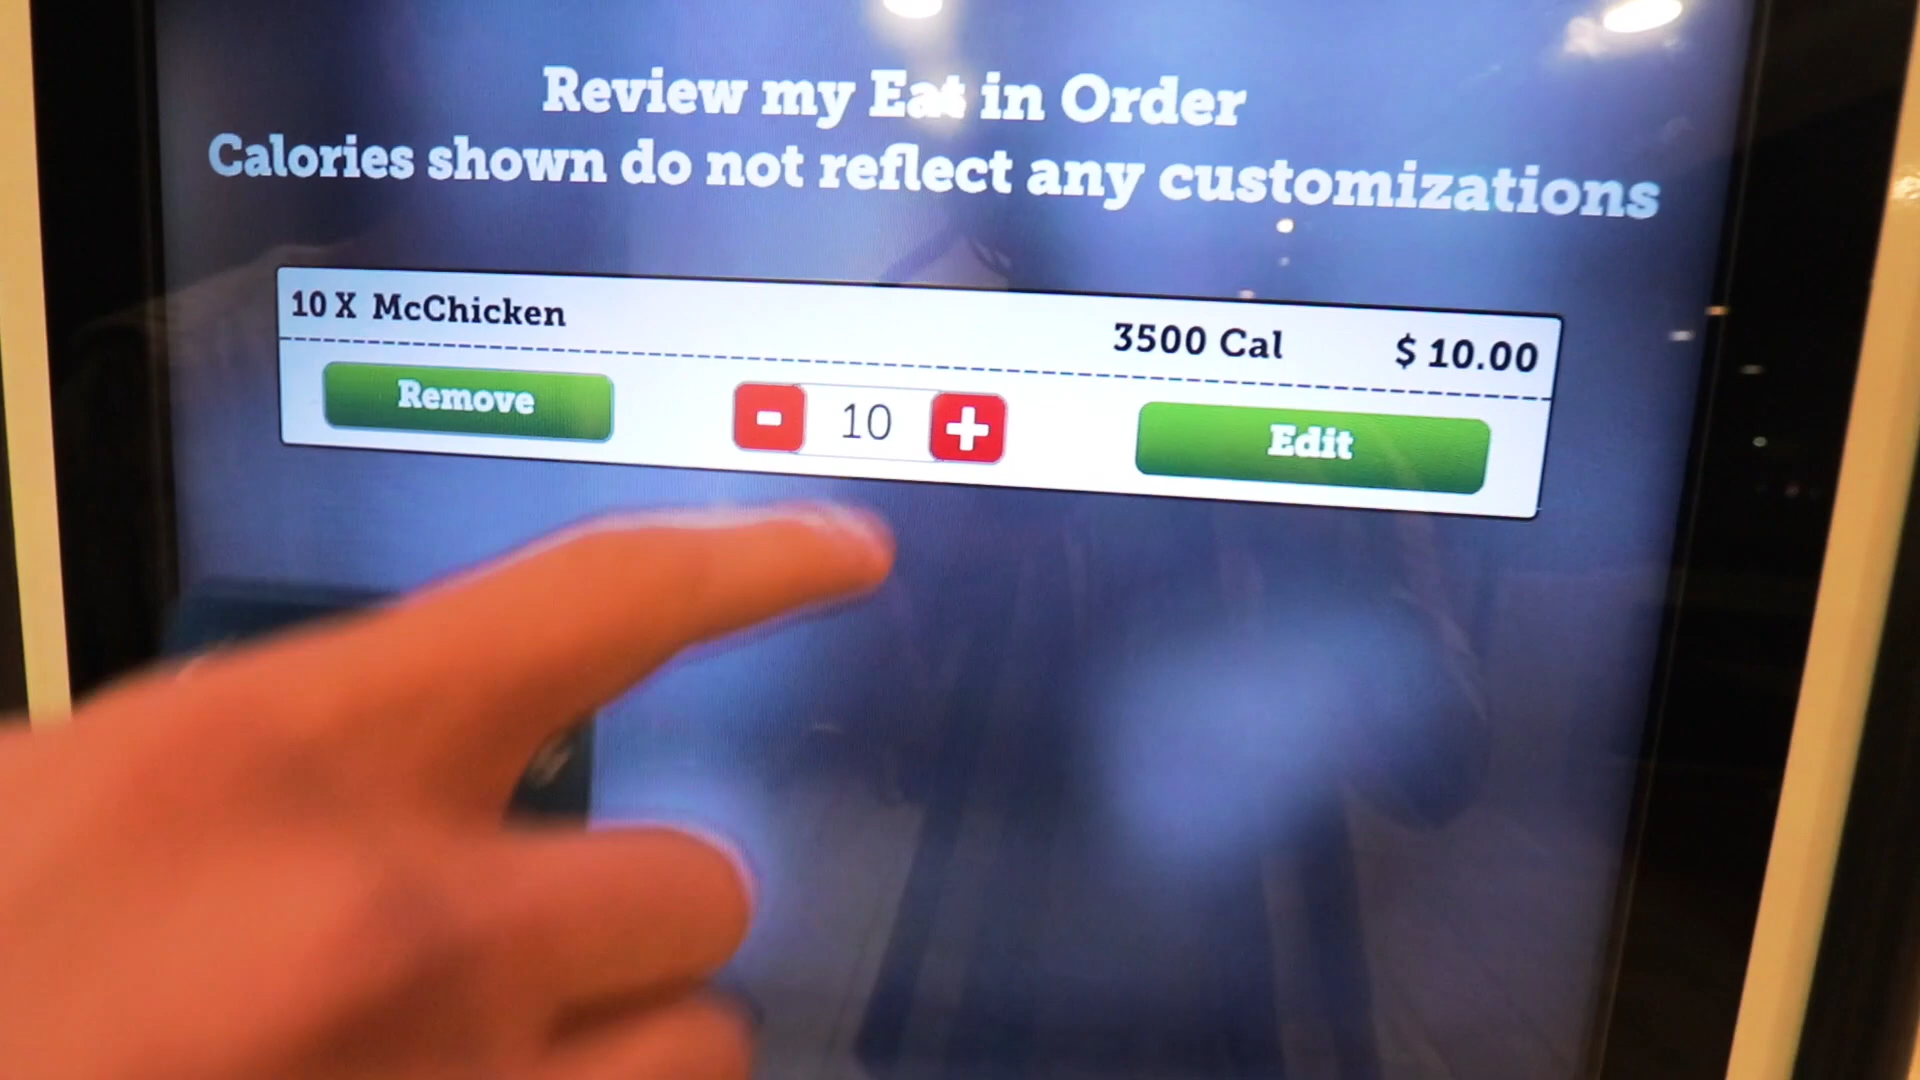 Review my Eat in Order
Calories shown do not reflect any customizations
10 X McChicken 3500 Cal $ 10.00
Remove - 10 + Edit